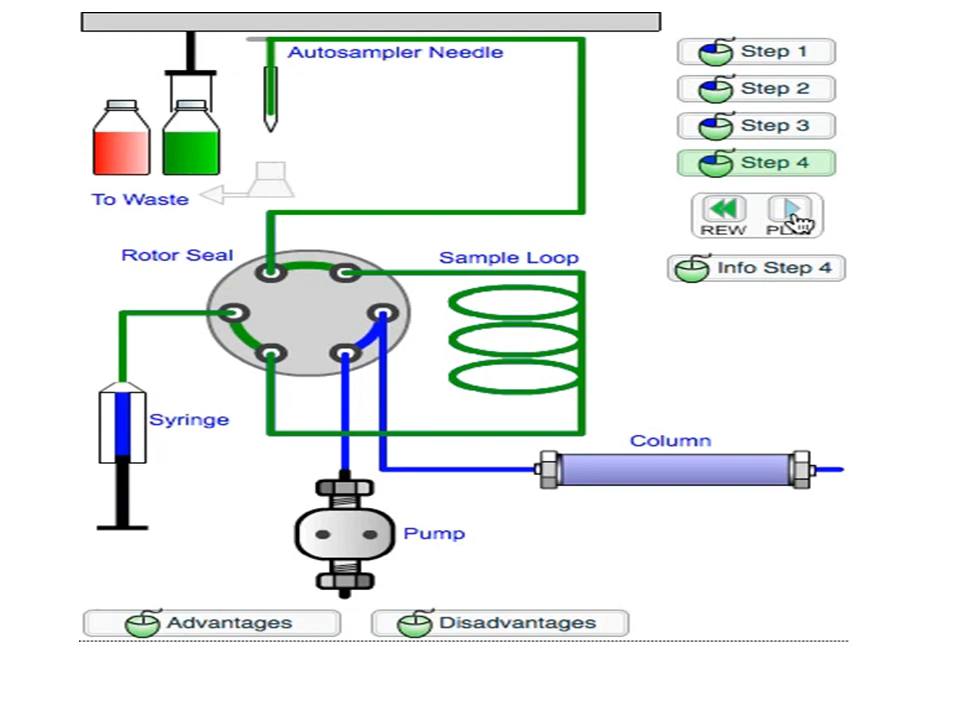 Autosampler Needle
Step 1
Step 2
Step 3
Step 4
To Waste
REW
Rotor Seal
Sample Loop
Info Step 4
Syringe
Column
Pump
Advantages
Disadvantages